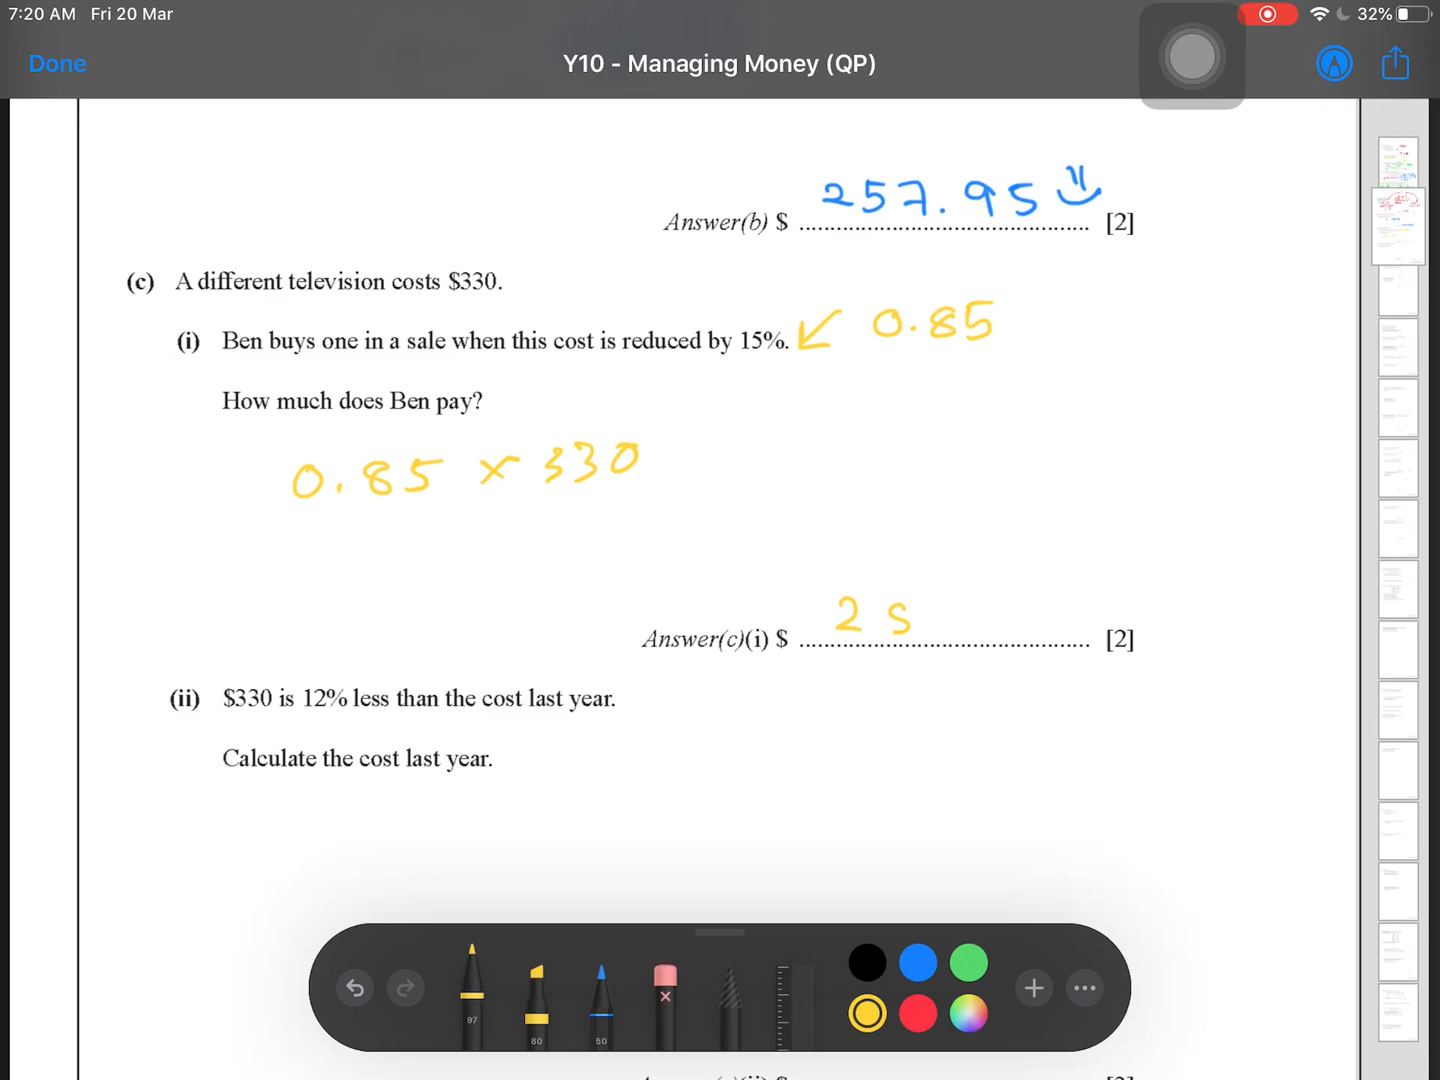 7:20 AM Fri 20 Mar 32%
Done Y10 - Managing Money (QP)
257.95
Answer(b) $ .......................................... [2]
(c) A different television costs $330.
0.85
(i) Ben buys one in a sale when this cost is reduced by 15%.
How much does Ben pay?
0.85 × 330
2 5
Answer(c)(i) $ .......................................... [2]
(ii) $330 is 12% less than the cost last year.
Calculate the cost last year.
97
80
50